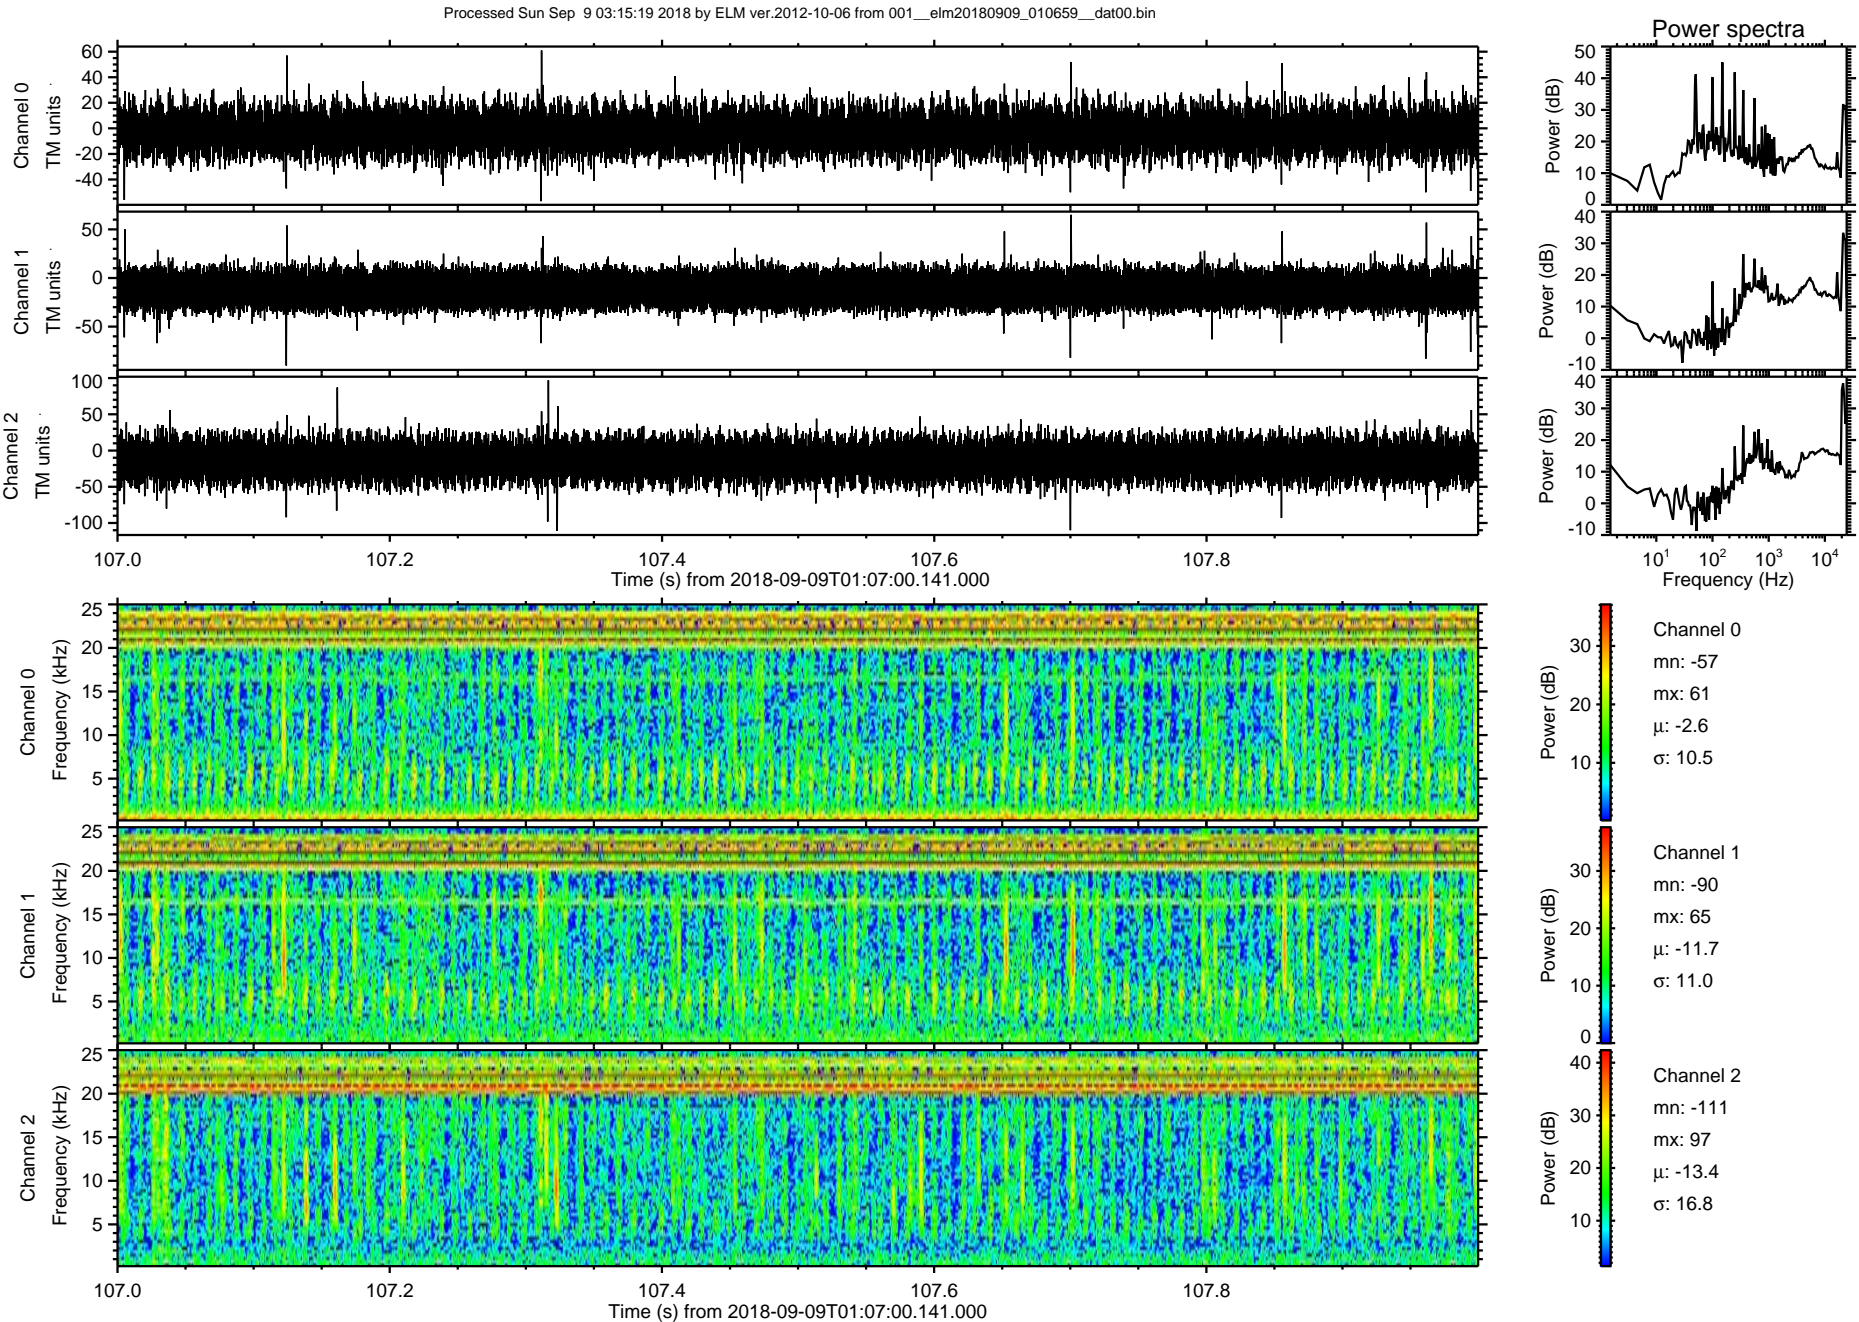 Processed Sun Sep  9 03:15:19 2018 by ELM ver.2012-10-06 from 001__elm20180909_010659__dat00.bin
Power spectra
Channel 0
TM units
60
40
20
0
-20
-40
Power (dB)
50
40
30
20
10
0
Channel 1
TM units
50
0
-50
Power (dB)
40
30
20
10
0
-10
Channel 2
TM units
100
50
0
-50
-100
Power (dB)
40
30
20
10
0
-10
107.0 107.2 107.4 107.6 107.8
Time (s) from 2018-09-09T01:07:00.141.000
10^1 10^2 10^3 10^4
Frequency (Hz)
Channel 0
Frequency (kHz)
25
20
15
10
5
Power (dB)
30
20
10
Channel 0
mn: -57
mx: 61
μ: -2.6
σ: 10.5
Channel 1
Frequency (kHz)
25
20
15
10
5
Power (dB)
30
20
10
0
Channel 1
mn: -90
mx: 65
μ: -11.7
σ: 11.0
Channel 2
Frequency (kHz)
25
20
15
10
5
Power (dB)
40
30
20
10
Channel 2
mn: -111
mx: 97
μ: -13.4
σ: 16.8
107.0 107.2 107.4 107.6 107.8
Time (s) from 2018-09-09T01:07:00.141.000